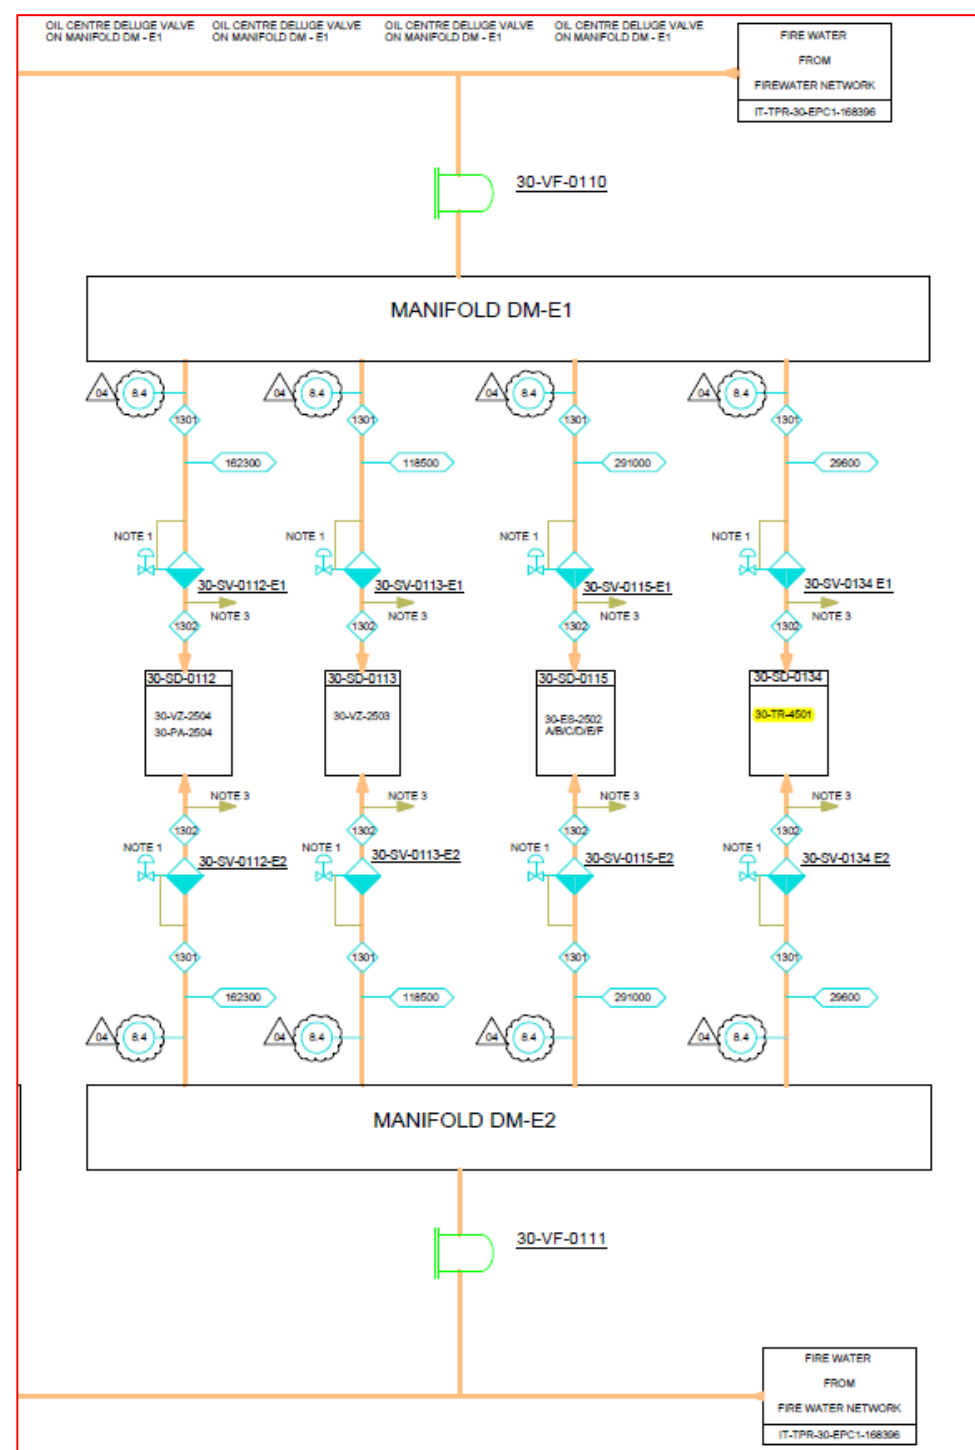 OIL CENTRE DELUGE VALVE
ON MANIFOLD DM - E1
OIL CENTRE DELUGE VALVE
ON MANIFOLD DM - E1
OIL CENTRE DELUGE VALVE
ON MANIFOLD DM - E1
OIL CENTRE DELUGE VALVE
ON MANIFOLD DM - E1
FIRE WATER
FROM
FIREWATER NETWORK
IT-TPR-30-EPC1-168396
30-VF-0110
MANIFOLD DM-E1
04 8.4 04 8.4 04 8.4 04 8.4
1301 1301 1301 1301
162300 118500 291000 29600
NOTE 1 NOTE 1 NOTE 1 NOTE 1
30-SV-0112-E1 30-SV-0113-E1 30-SV-0115-E1 30-SV-0134 E1
NOTE 3 NOTE 3 NOTE 3 NOTE 3
1302 1302 1302 1302
30-SD-0112 30-SD-0113 30-SD-0115 30-SD-0134
30-VZ-2504
30-PA-2504
30-VZ-2503
30-ES-2502
A/B/C/D/E/F
30-TR-4501
NOTE 3 NOTE 3 NOTE 3 NOTE 3
1302 1302 1302 1302
NOTE 1 NOTE 1 NOTE 1 NOTE 1
30-SV-0112-E2 30-SV-0113-E2 30-SV-0115-E2 30-SV-0134 E2
1301 1301 1301 1301
162300 118500 291000 29600
04 8.4 04 8.4 04 8.4 04 8.4
MANIFOLD DM-E2
30-VF-0111
FIRE WATER
FROM
FIRE WATER NETWORK
IT-TPR-30-EPC1-168396